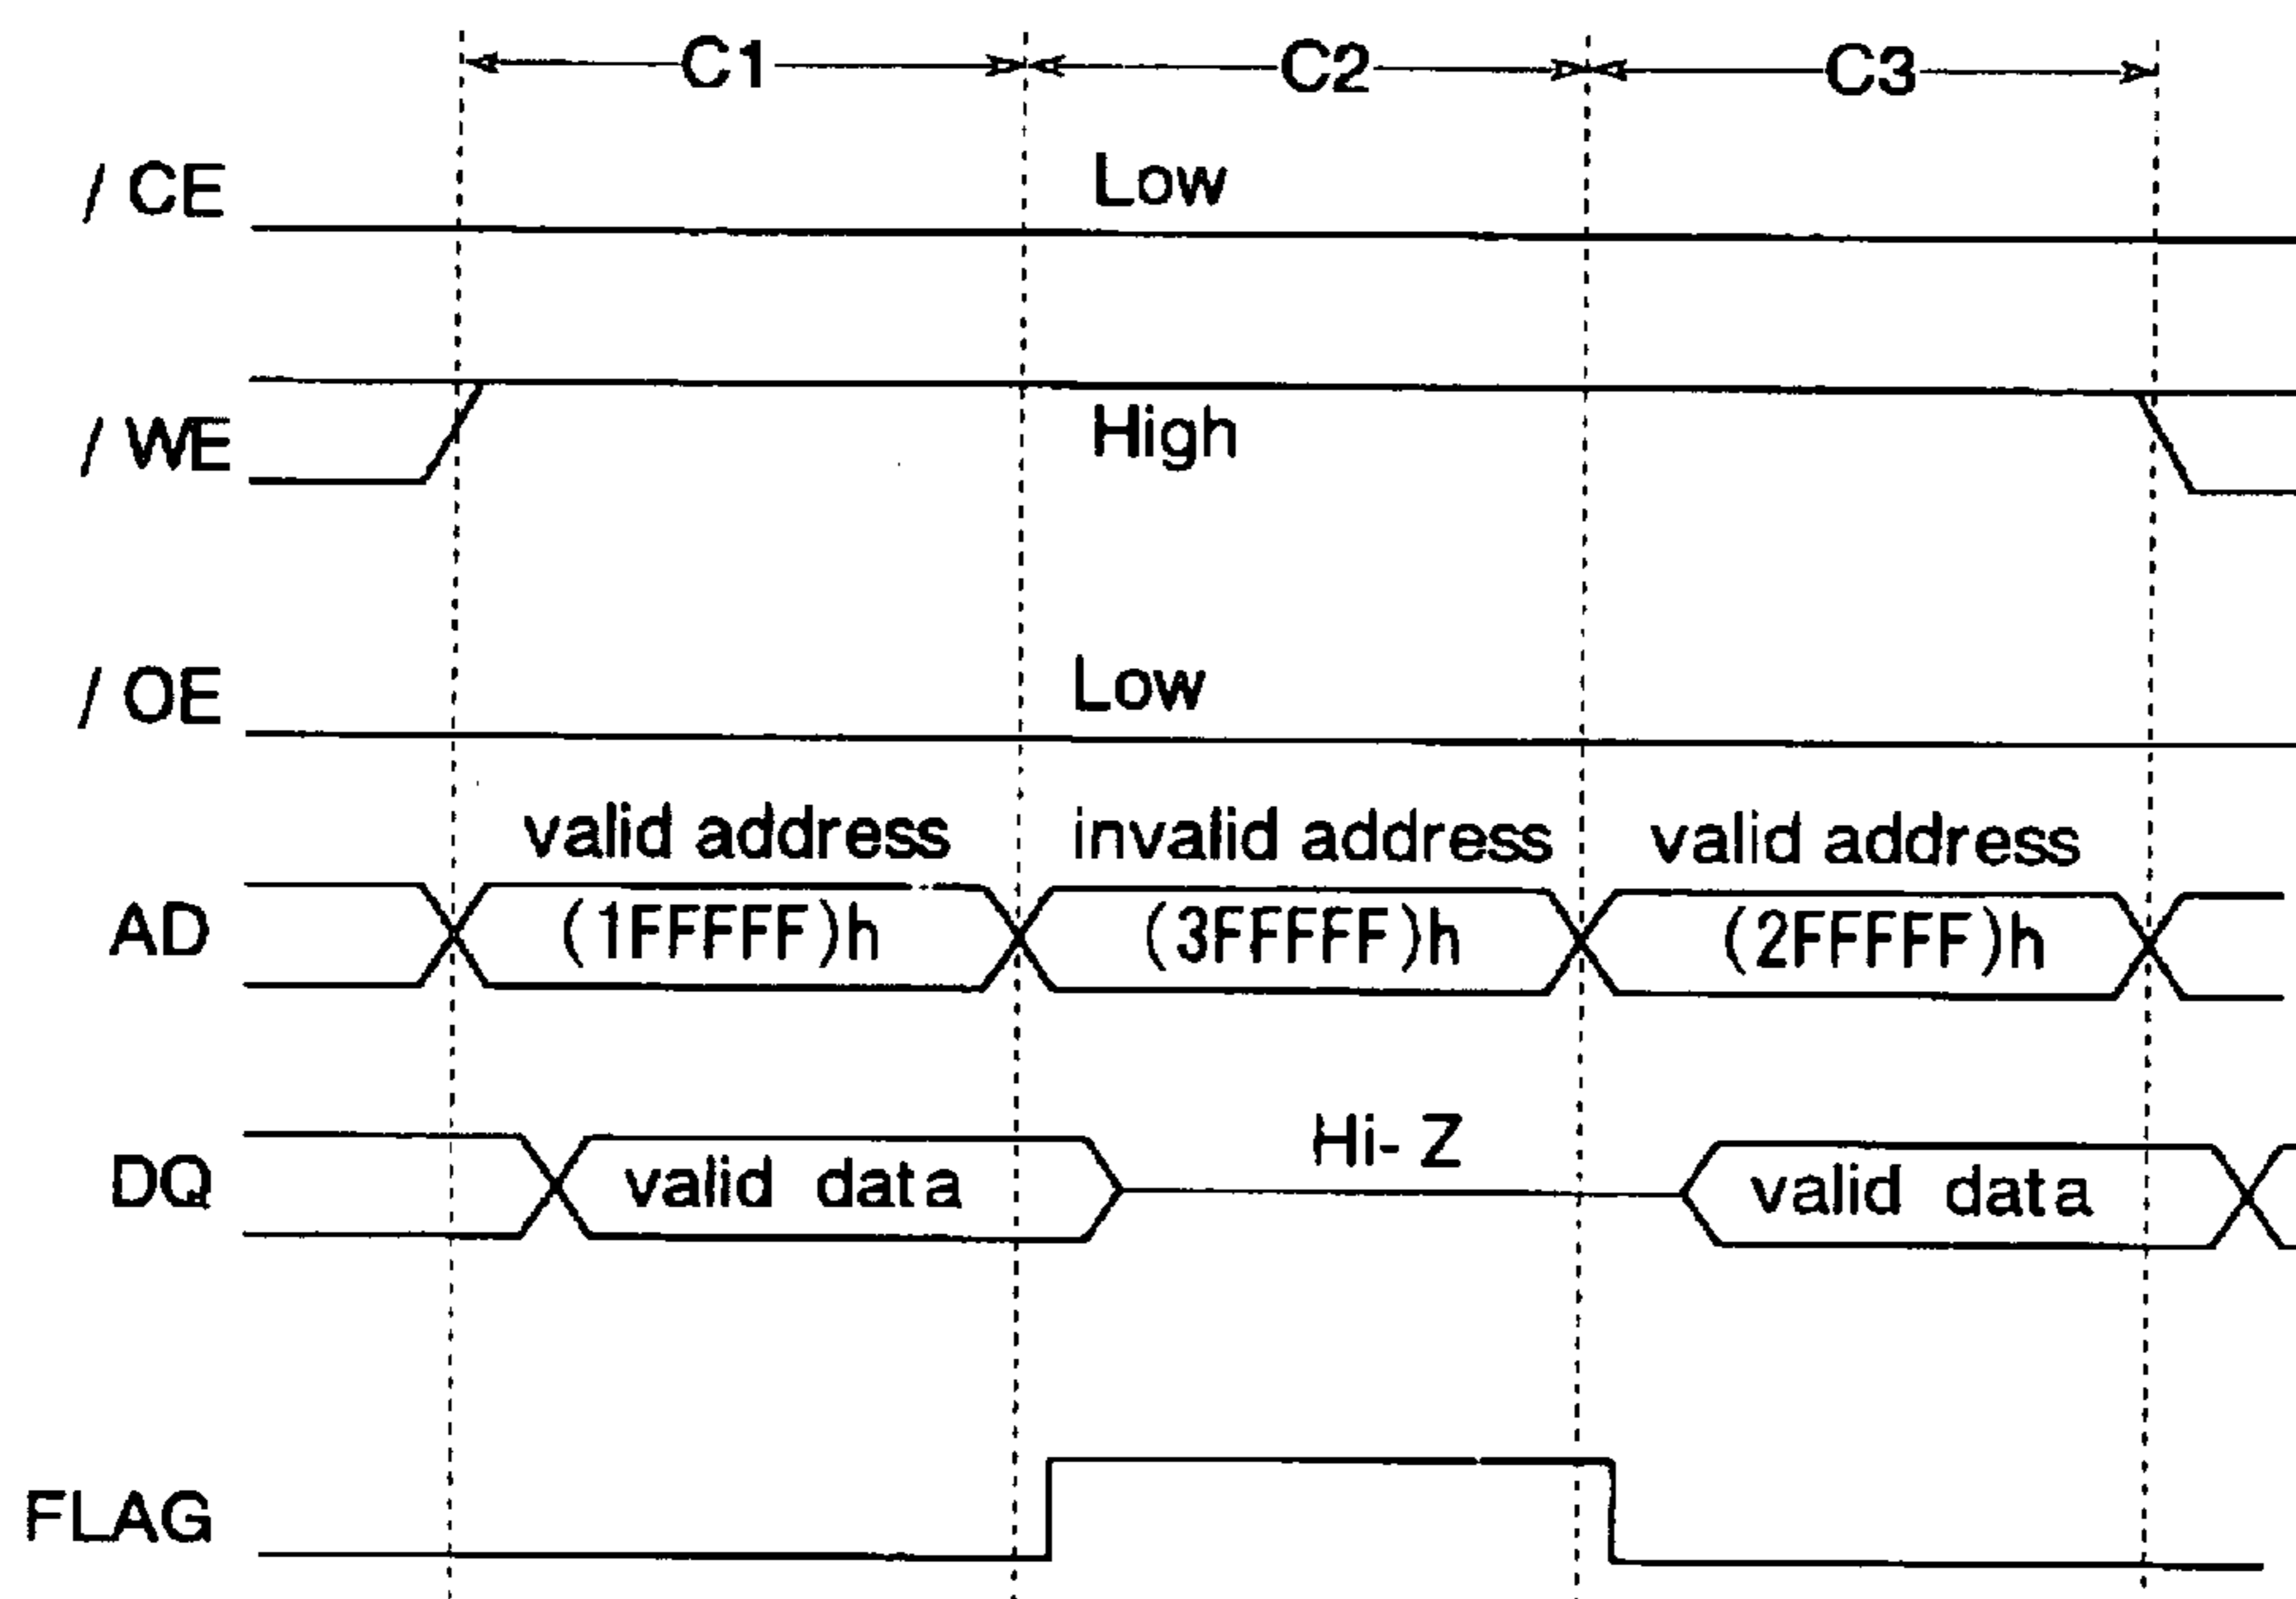 C1 C2 C3
/ CE Low
/ WE High
/ OE Low
valid address invalid address valid address
AD (1FFFFF)h (3FFFFF)h (2FFFFF)h
Hi- Z
DQ valid data valid data
FLAG